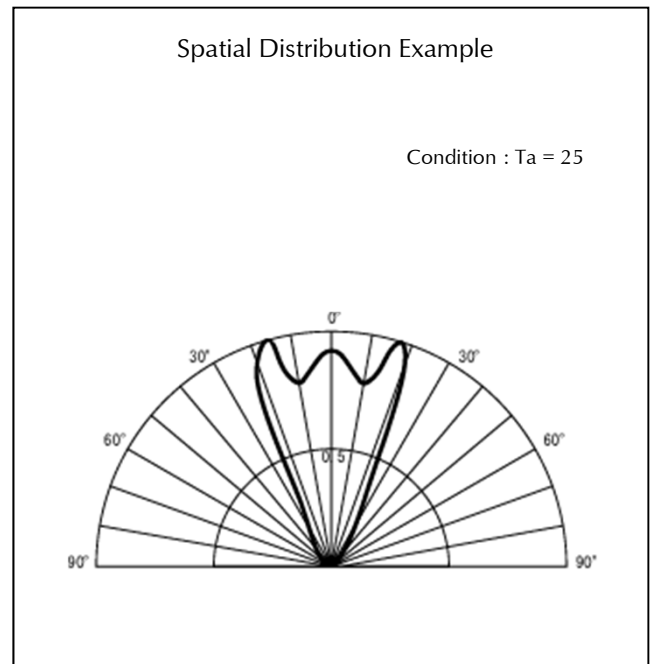 Spatial Distribution Example
Condition : Ta = 25
0°
30° 30°
60° 60°
0.5
90° 90°